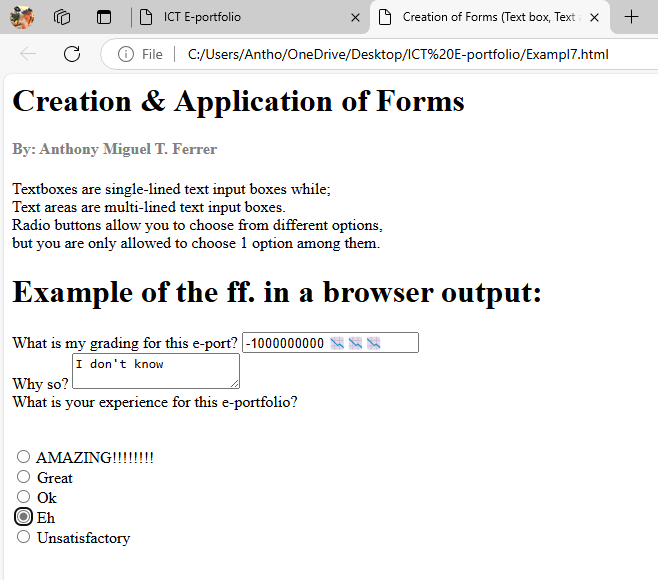 ICT E-portfolio
Creation of Forms (Text box, Text
File
C:/Users/Antho/OneDrive/Desktop/ICT%20E-portfolio/Exampl7.html
Creation & Application of Forms
By: Anthony Miguel T. Ferrer
Textboxes are single-lined text input boxes while;
Text areas are multi-lined text input boxes.
Radio buttons allow you to choose from different options,
but you are only allowed to choose 1 option among them.
Example of the ff. in a browser output:
What is my grading for this e-port? -1000000000 📉📉📉
I don't know
Why so?
What is your experience for this e-portfolio?
AMAZING!!!!!!!!
Great
Ok
Eh
Unsatisfactory